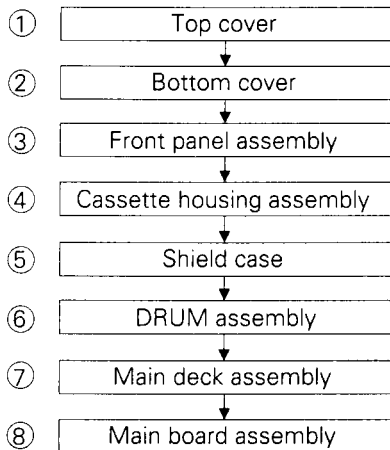 ① Top cover
② Bottom cover
③ Front panel assembly
④ Cassette housing assembly
⑤ Shield case
⑥ DRUM assembly
⑦ Main deck assembly
⑧ Main board assembly